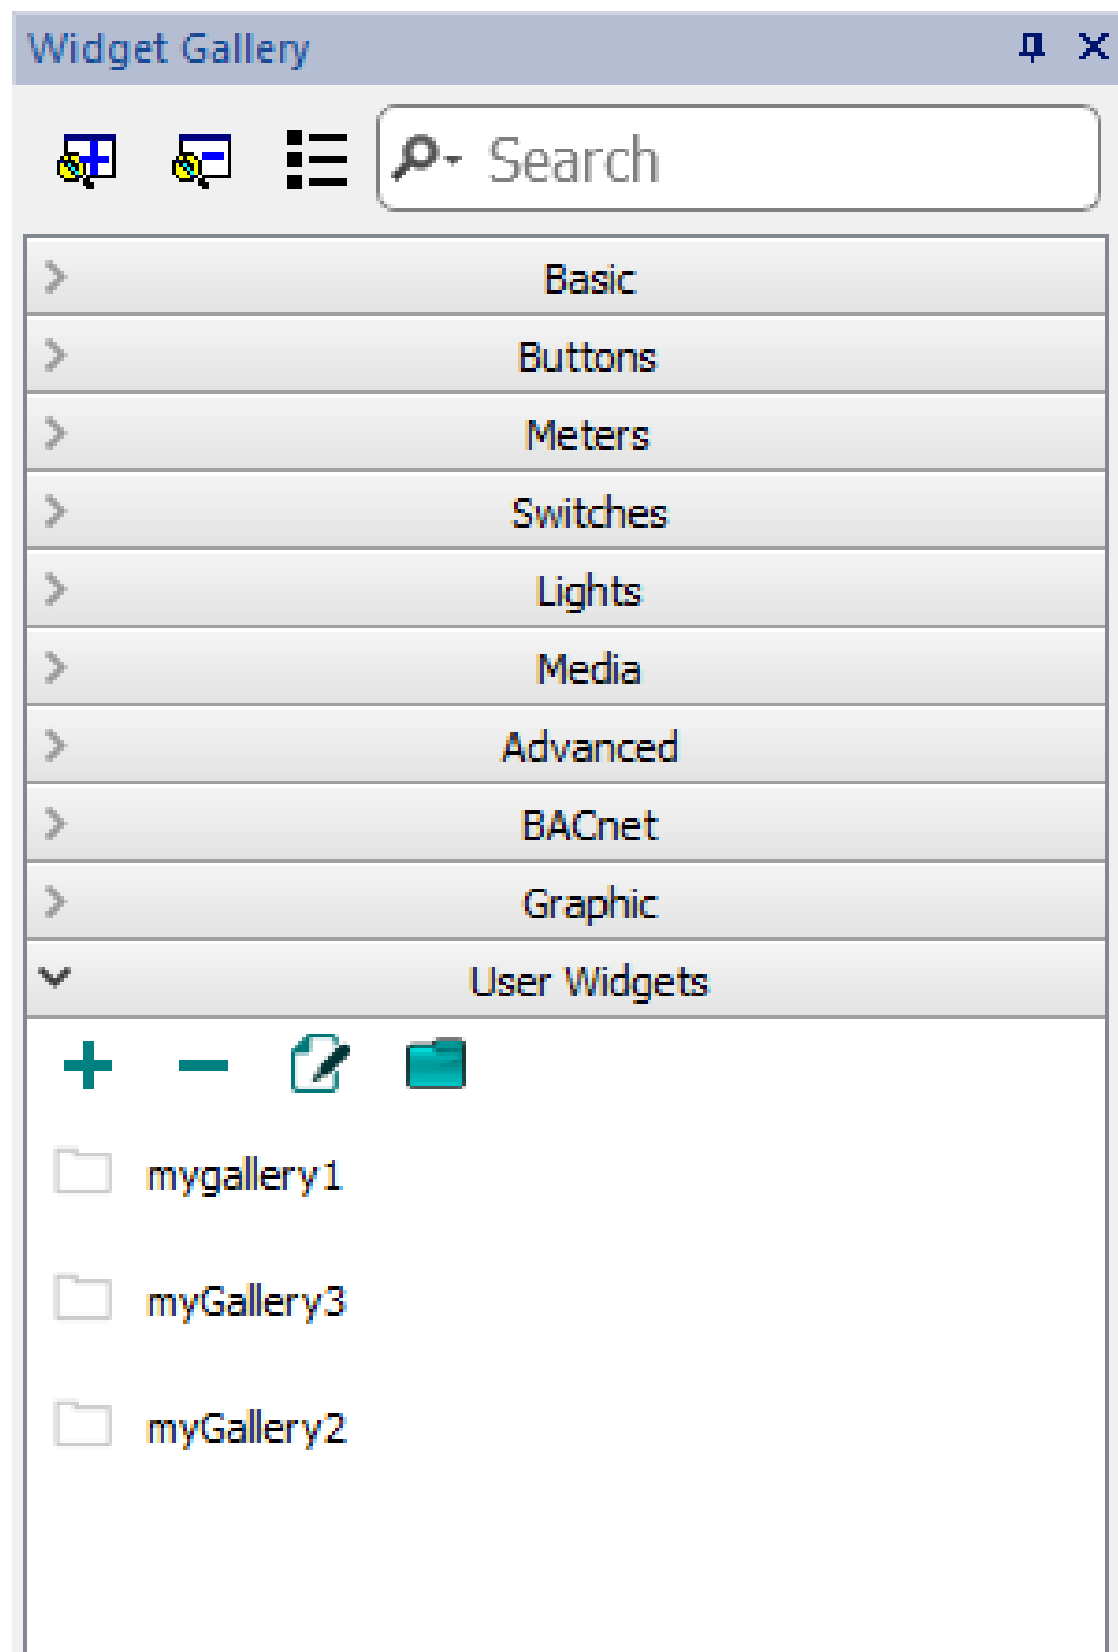 Widget Gallery
Search
Basic
Buttons
Meters
Switches
Lights
Media
Advanced
BACnet
Graphic
User Widgets
mygallery1
myGallery3
myGallery2